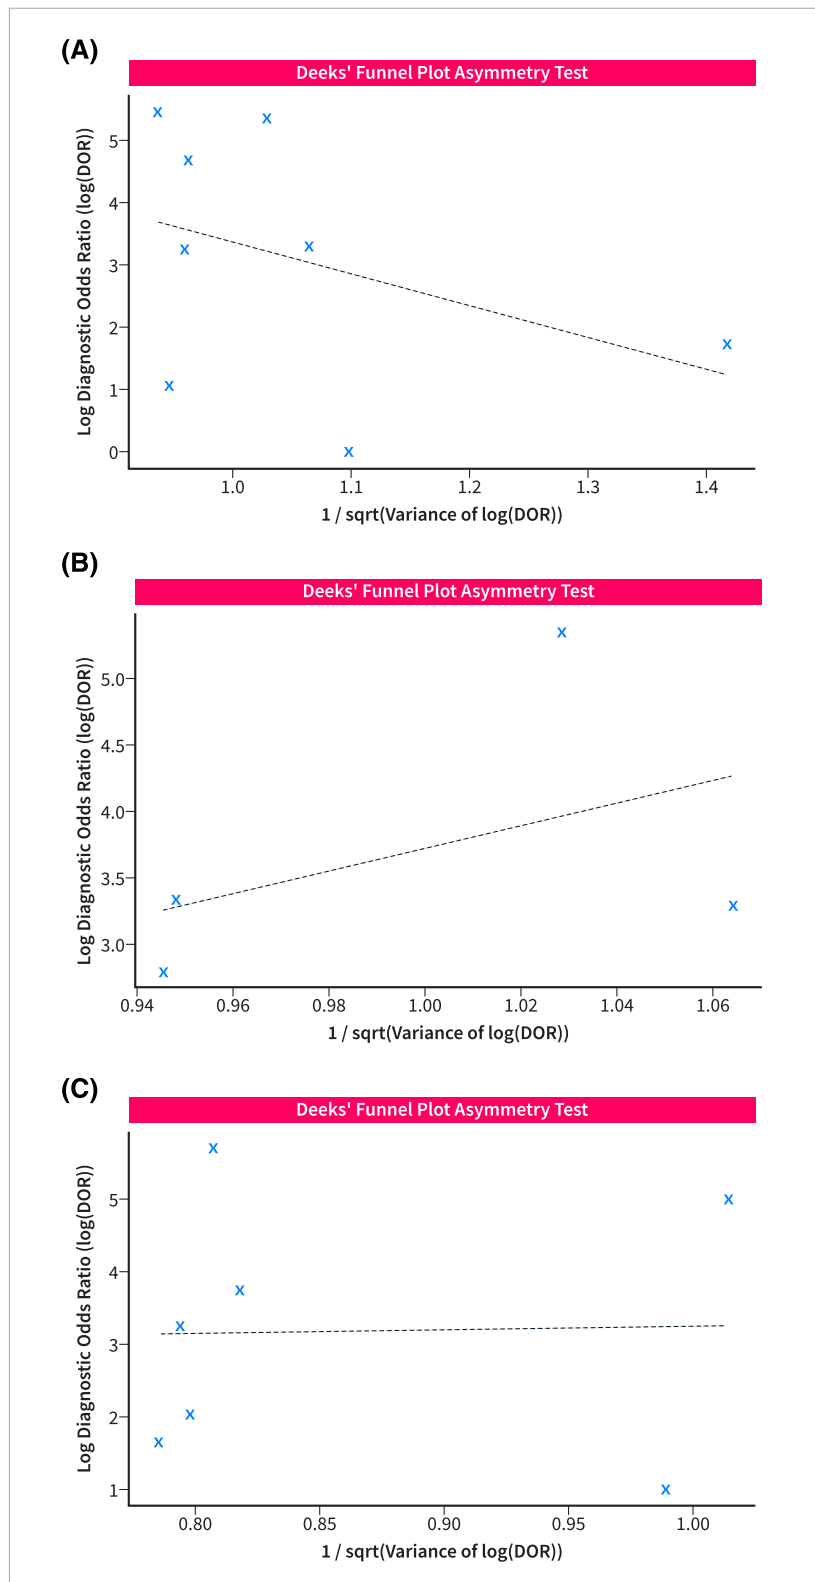 (A)
Deeks' Funnel Plot Asymmetry Test
Log Diagnostic Odds Ratio (log(DOR))
5
4
3
2
1
0
1.0 1.1 1.2 1.3 1.4
1 / sqrt(Variance of log(DOR))
(B)
Deeks' Funnel Plot Asymmetry Test
Log Diagnostic Odds Ratio (log(DOR))
5.0
4.5
4.0
3.5
3.0
0.94 0.96 0.98 1.00 1.02 1.04 1.06
1 / sqrt(Variance of log(DOR))
(C)
Deeks' Funnel Plot Asymmetry Test
Log Diagnostic Odds Ratio (log(DOR))
5
4
3
2
1
0.80 0.85 0.90 0.95 1.00
1 / sqrt(Variance of log(DOR))